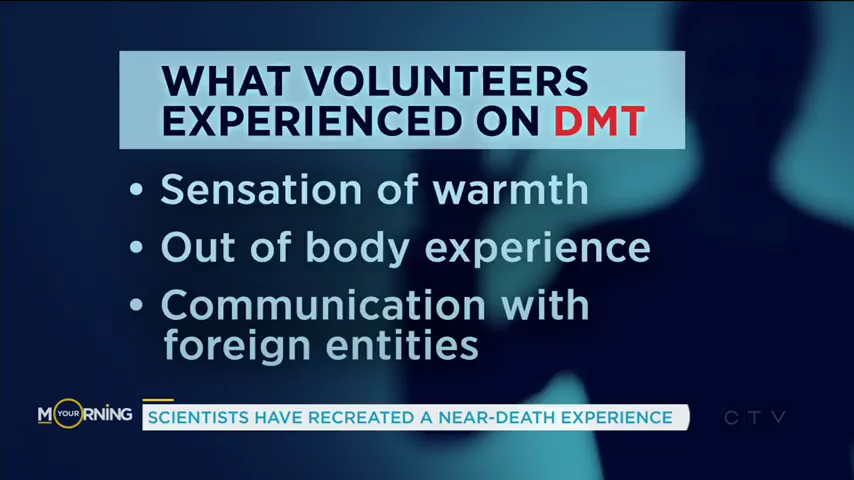 WHAT VOLUNTEERS
EXPERIENCED ON DMT
• Sensation of warmth
• Out of body experience
• Communication with
foreign entities
YOUR MORNING
SCIENTISTS HAVE RECREATED A NEAR-DEATH EXPERIENCE
CTV